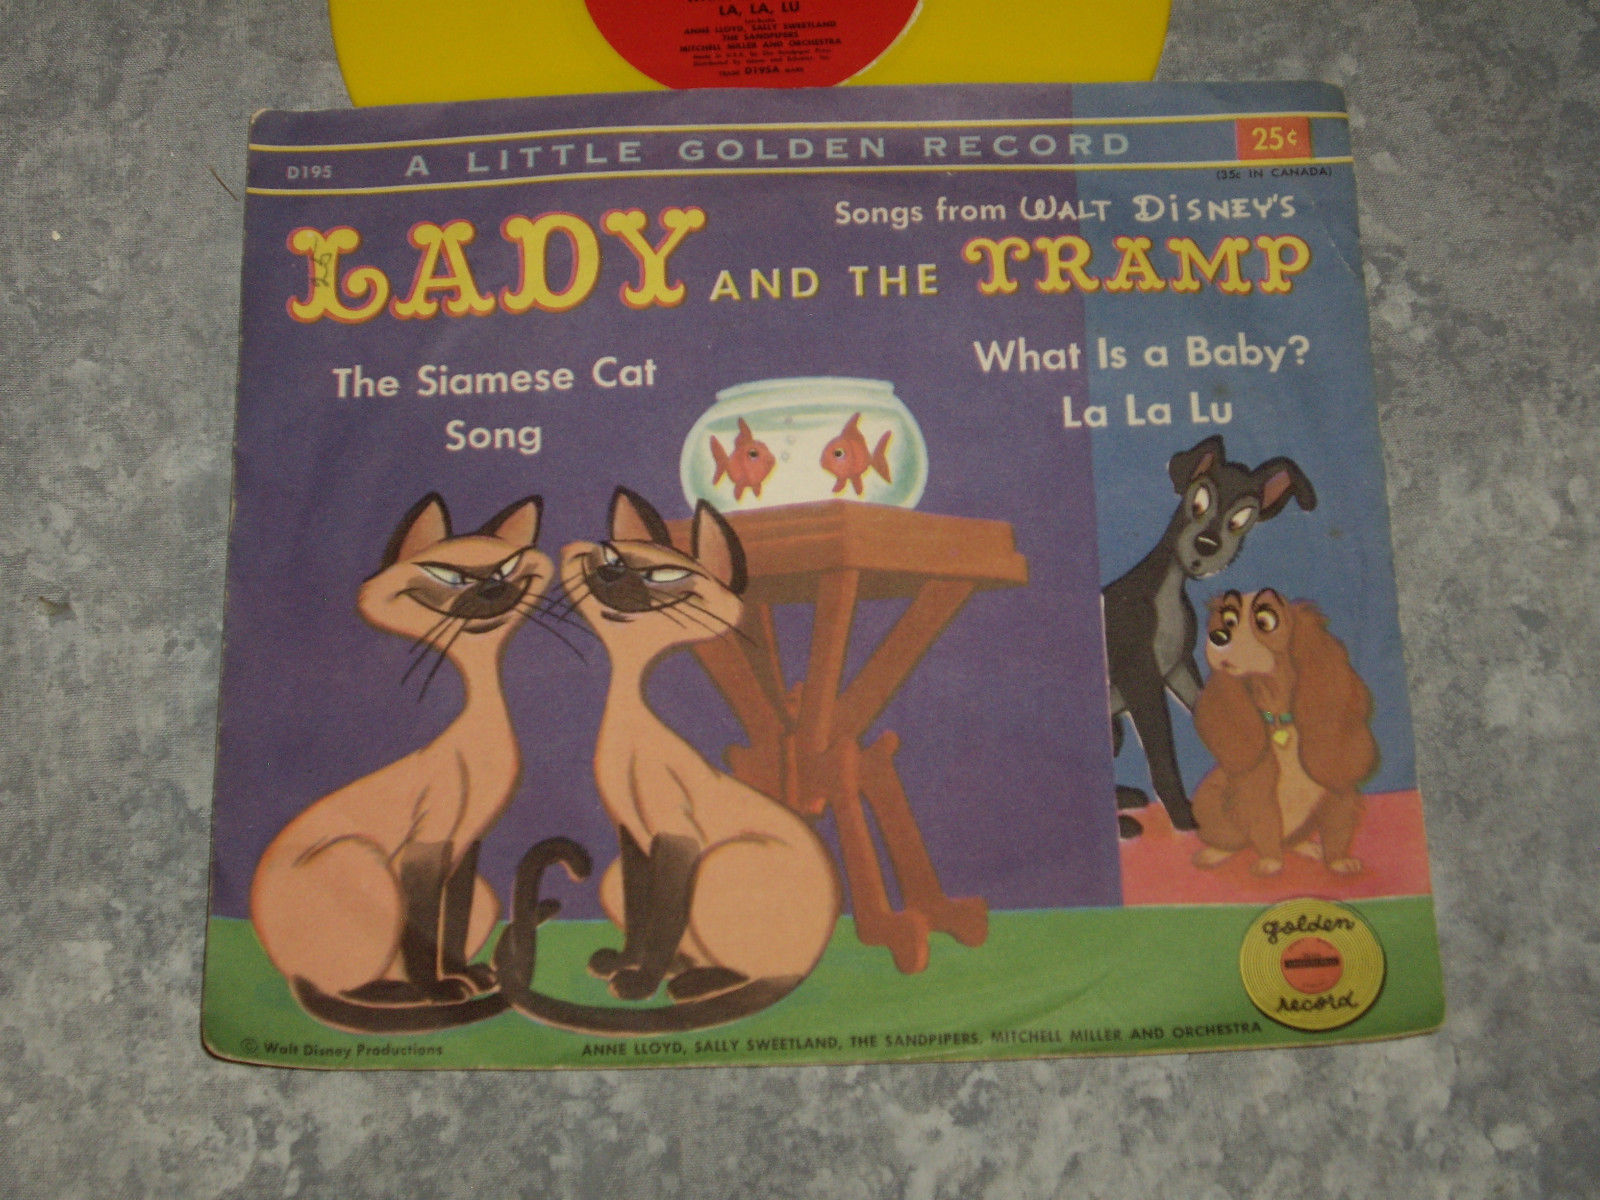 LA, LA, LU
ANNE LLOYD, SALLY SWEETLAND
THE SANDPIPERS
MITCHELL MILLER AND ORCHESTRA
TRADE D195A MARK
D195
A LITTLE GOLDEN RECORD
25¢
(35¢ IN CANADA)
Songs from WALT DISNEY'S
LADY AND THE TRAMP
The Siamese Cat
Song
What Is a Baby?
La La Lu
golden
record
© Walt Disney Productions
ANNE LLOYD, SALLY SWEETLAND, THE SANDPIPERS, MITCHELL MILLER AND ORCHESTRA